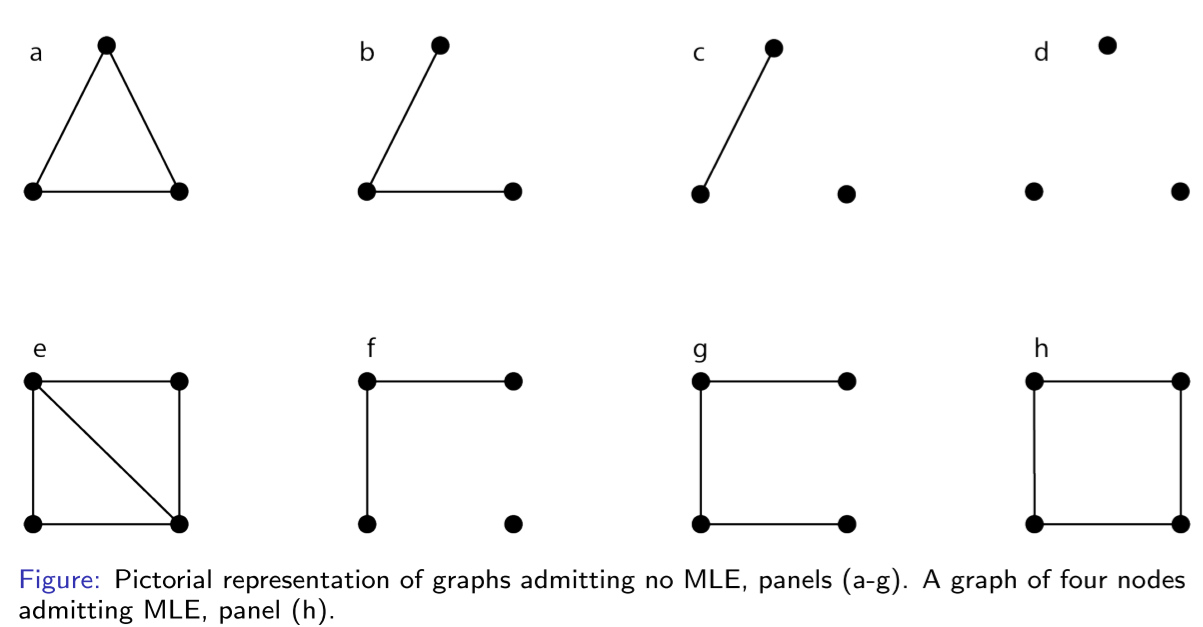 a b c d
e f g h
Figure: Pictorial representation of graphs admitting no MLE, panels (a-g). A graph of four nodes
admitting MLE, panel (h).